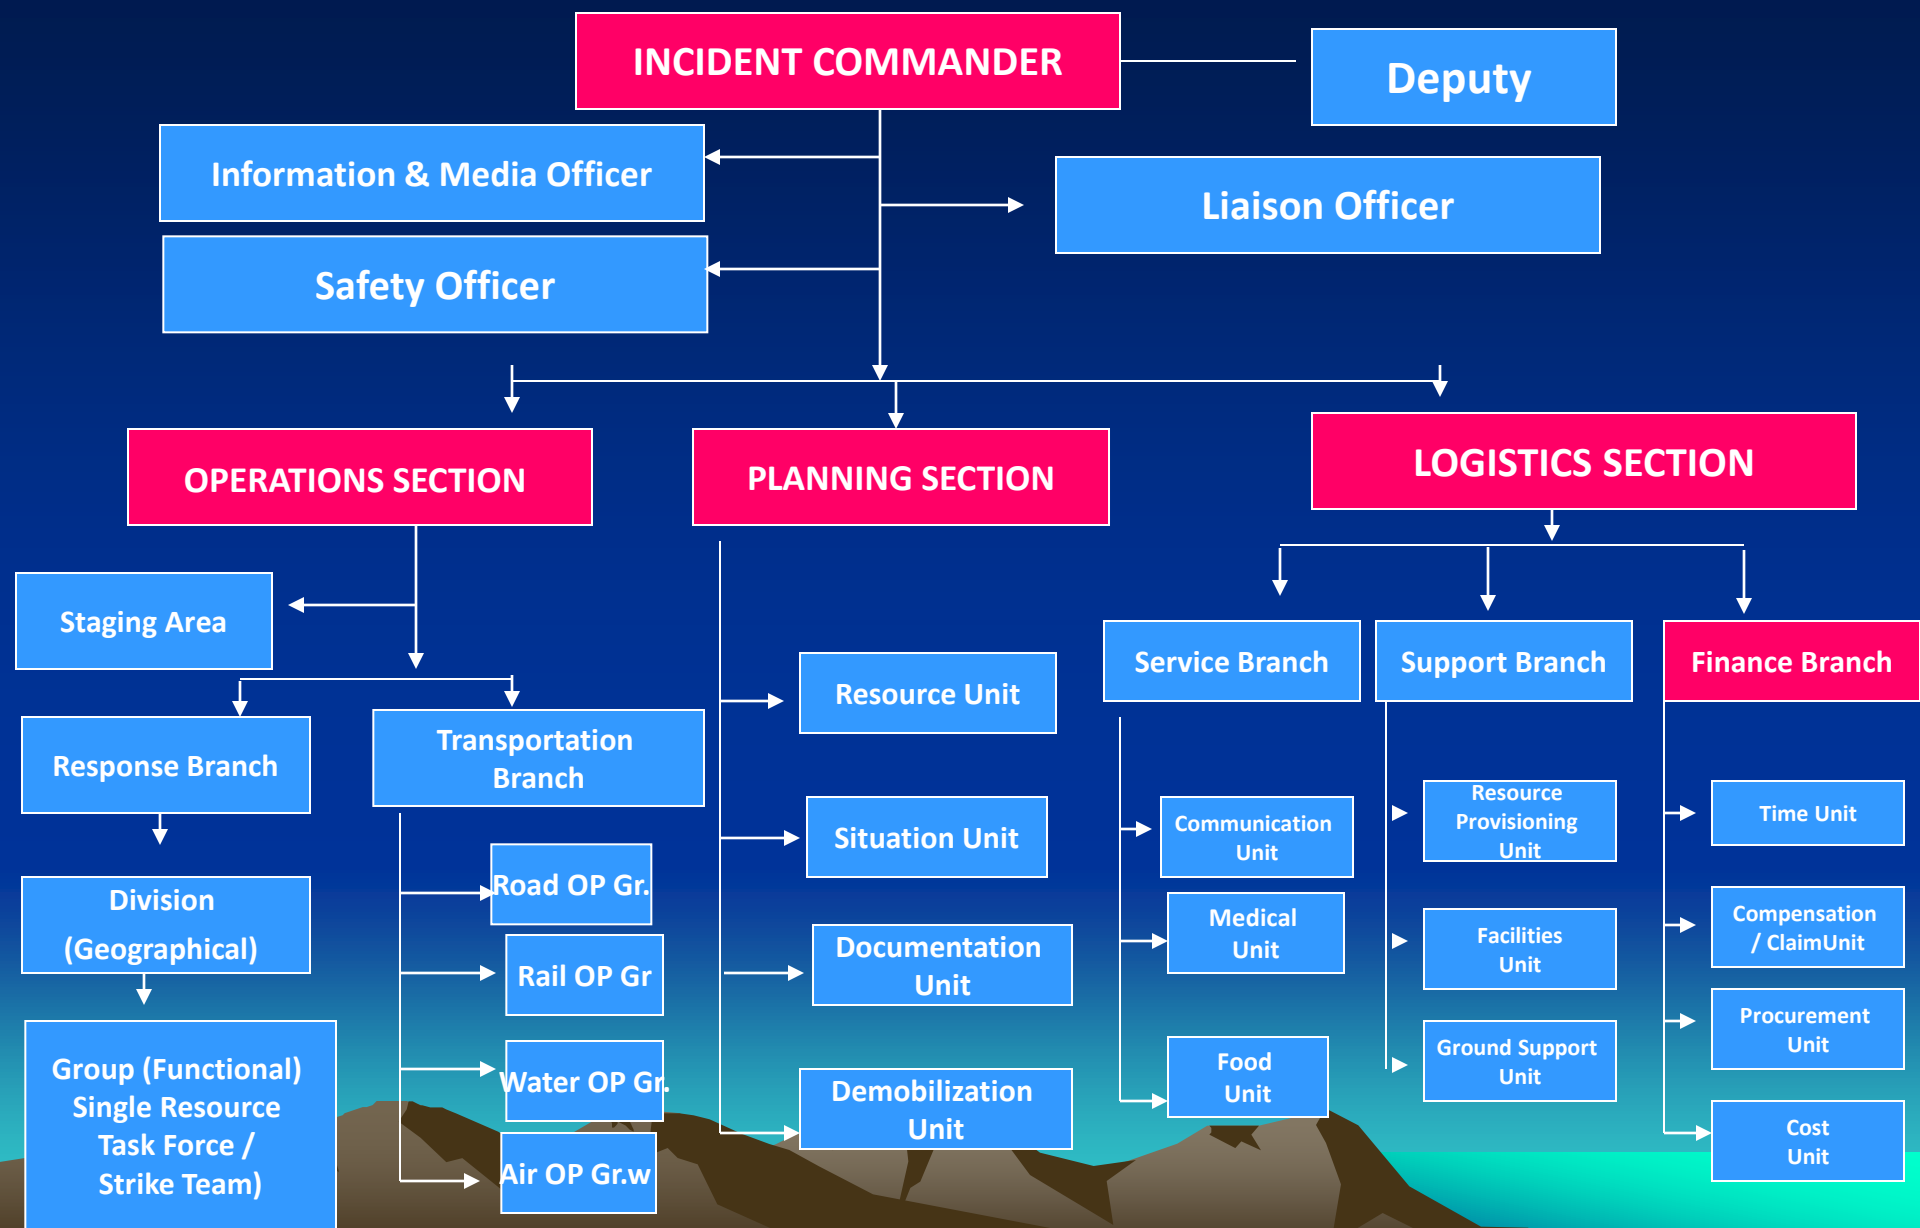 INCIDENT COMMANDER
Deputy
Information & Media Officer
Liaison Officer
Safety Officer
OPERATIONS SECTION
PLANNING SECTION
LOGISTICS SECTION
Staging Area
Response Branch
Transportation
Branch
Division
(Geographical)
Group (Functional)
Single Resource
Task Force /
Strike Team)
Road OP Gr.
Rail OP Gr
Water OP Gr.
Air OP Gr.w
Resource Unit
Situation Unit
Documentation
Unit
Demobilization
Unit
Service Branch
Support Branch
Finance Branch
Communication
Unit
Medical
Unit
Food
Unit
Resource
Provisioning
Unit
Facilities
Unit
Ground Support
Unit
Time Unit
Compensation
/ ClaimUnit
Procurement
Unit
Cost
Unit